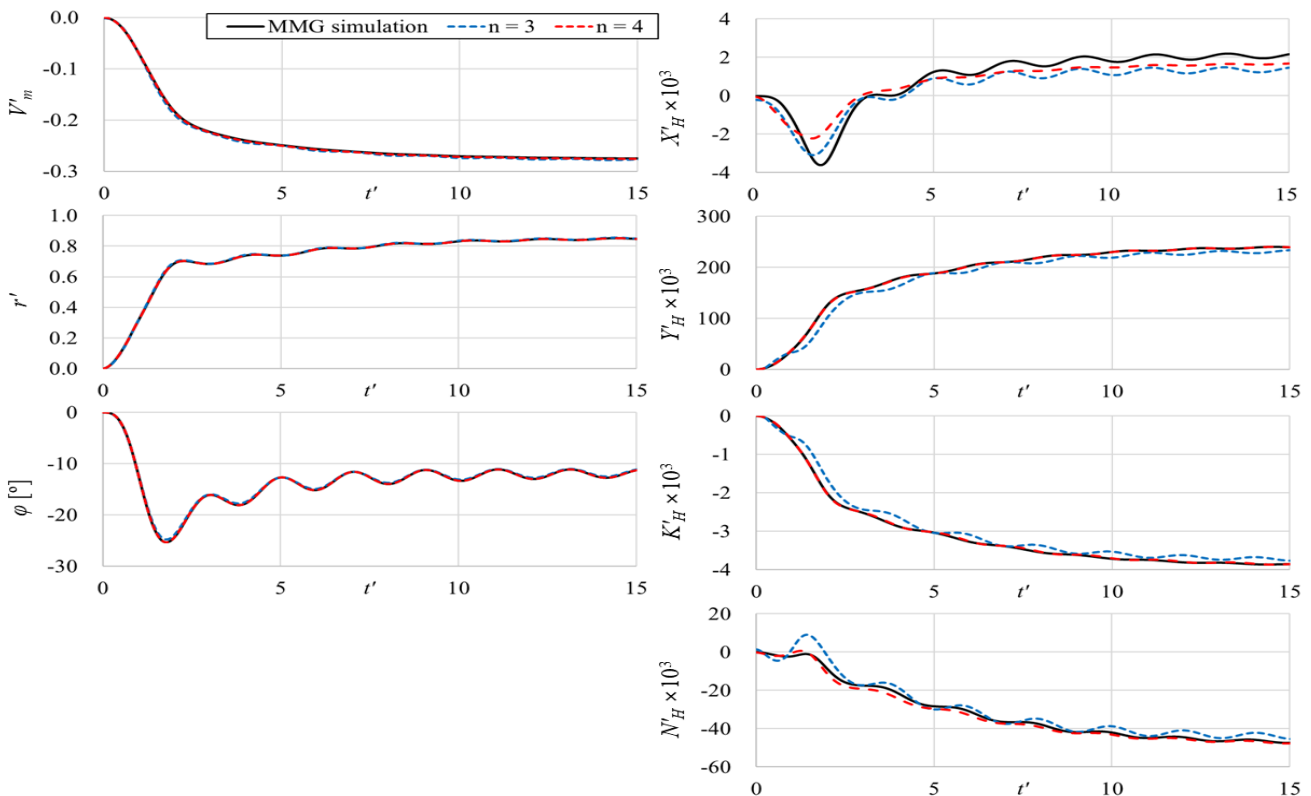 MMG simulation n = 3 n = 4
0.0
-0.1
-0.2
-0.3
V'm
0 5 t' 10 15
1.0
0.8
0.6
0.4
0.2
0.0
r'
0 5 t' 10 15
0
-10
-20
-30
φ [º]
0 5 t' 10 15
4
2
0
-2
-4
X'H ×10³
0 5 t' 10 15
300
200
100
0
Y'H ×10³
0 5 t' 10 15
0
-1
-2
-3
-4
K'H ×10³
0 5 t' 10 15
20
0
-20
-40
-60
N'H ×10³
0 5 t' 10 15